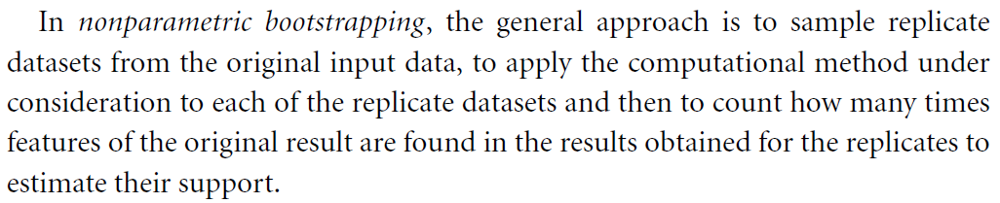 In nonparametric bootstrapping, the general approach is to sample replicate
datasets from the original input data, to apply the computational method under
consideration to each of the replicate datasets and then to count how many times
features of the original result are found in the results obtained for the replicates to
estimate their support.